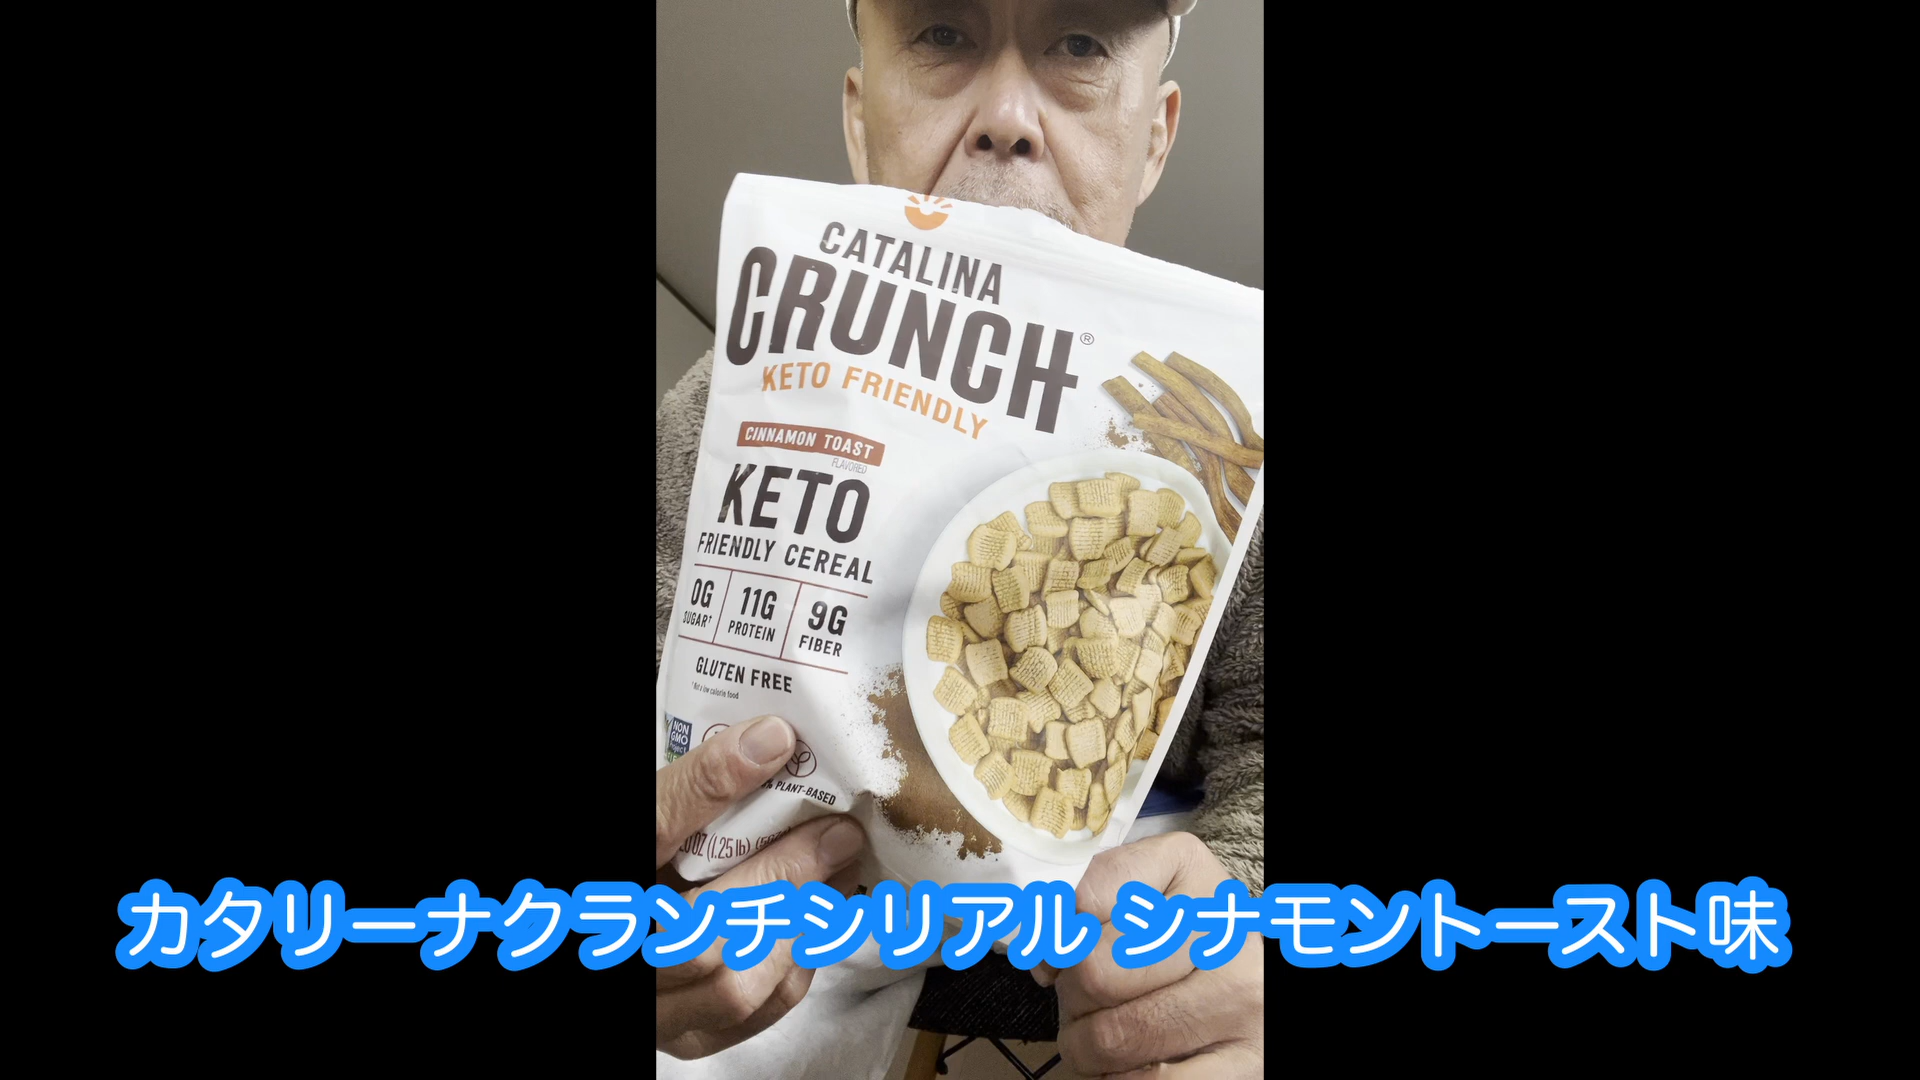 CATALINA
CRUNCH®
KETO FRIENDLY
CINNAMON TOAST
FLAVORED
KETO
FRIENDLY CEREAL
0G SUGAR†
11G PROTEIN
9G FIBER
GLUTEN FREE
NON
GMO
Project
% PLANT-BASED
OZ (1.25 lb)
カタリーナクランチシリアル シナモントースト味